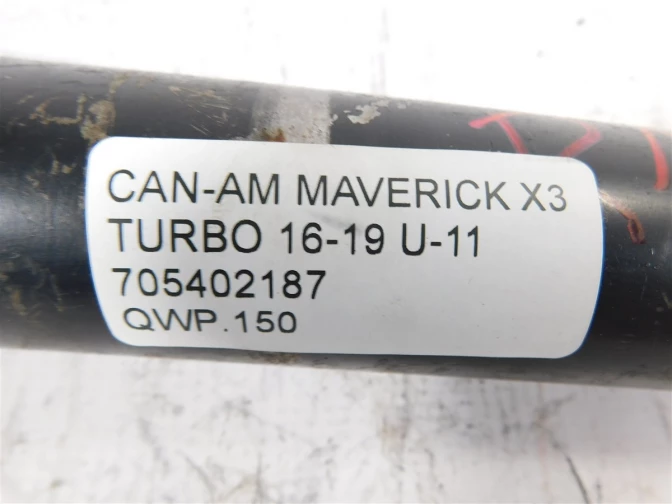 CAN-AM MAVERICK X3
TURBO 16-19 U-11
705402187
QWP.150